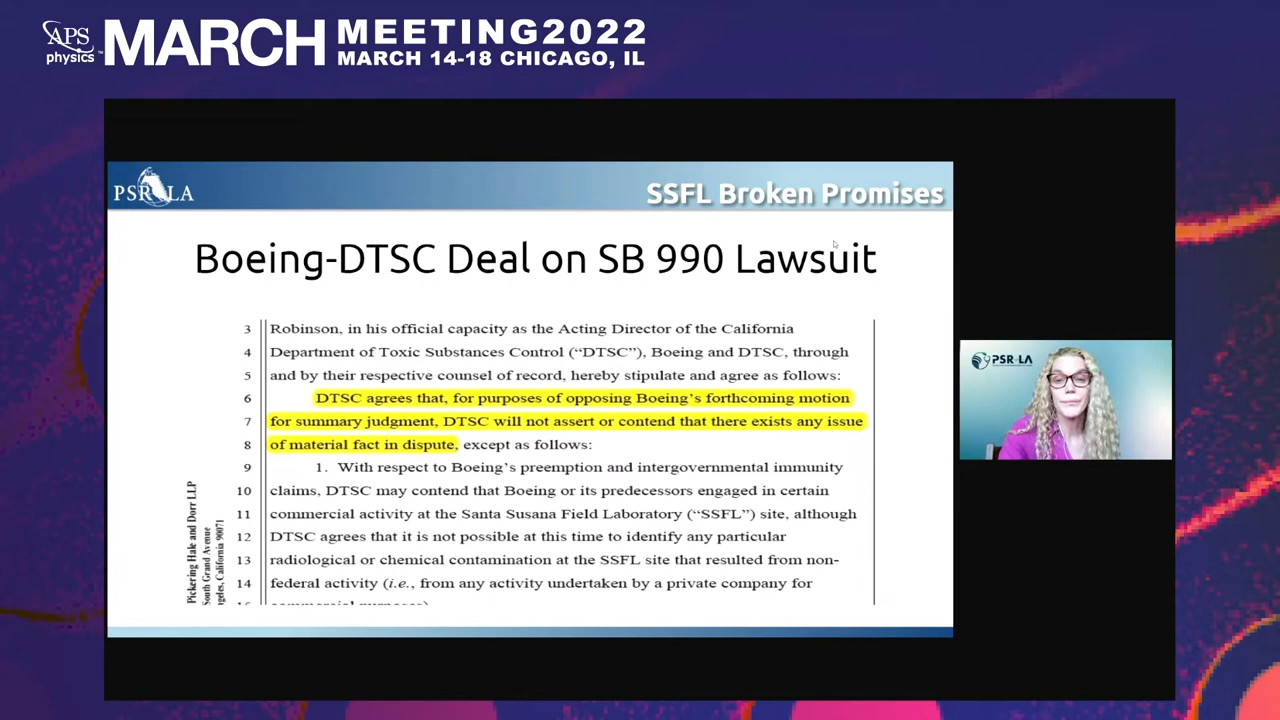 APS physics
MARCH
MEETING2022
MARCH 14-18 CHICAGO, IL
PSR LA
SSFL Broken Promises
Boeing-DTSC Deal on SB 990 Lawsuit
3 Robinson, in his official capacity as the Acting Director of the California
4 Department of Toxic Substances Control (“DTSC”), Boeing and DTSC, through
5 and by their respective counsel of record, hereby stipulate and agree as follows:
6 DTSC agrees that, for purposes of opposing Boeing’s forthcoming motion
7 for summary judgment, DTSC will not assert or contend that there exists any issue
8 of material fact in dispute, except as follows:
9 1. With respect to Boeing’s preemption and intergovernmental immunity
10 claims, DTSC may contend that Boeing or its predecessors engaged in certain
11 commercial activity at the Santa Susana Field Laboratory (“SSFL”) site, although
12 DTSC agrees that it is not possible at this time to identify any particular
13 radiological or chemical contamination at the SSFL site that resulted from non-
14 federal activity (i.e., from any activity undertaken by a private company for
commercial purposes)
Pickering Hale and Dorr LLP
South Grand Avenue
geles, California 90071
PSR-LA